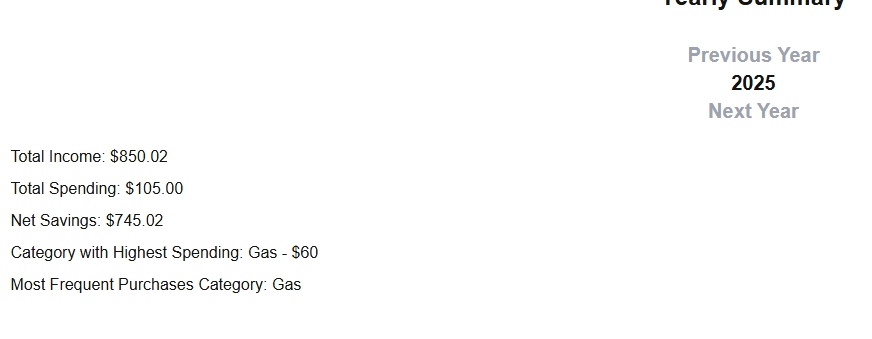 Yearly Summary
Previous Year
2025
Next Year
Total Income: $850.02
Total Spending: $105.00
Net Savings: $745.02
Category with Highest Spending: Gas - $60
Most Frequent Purchases Category: Gas